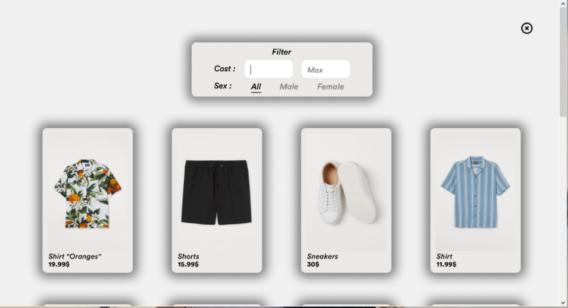 Filter
Cost :
Max
Sex : All Male Female
Shirt "Oranges"
19.99$
Shorts
15.99$
Sneakers
30$
Shirt
11.99$